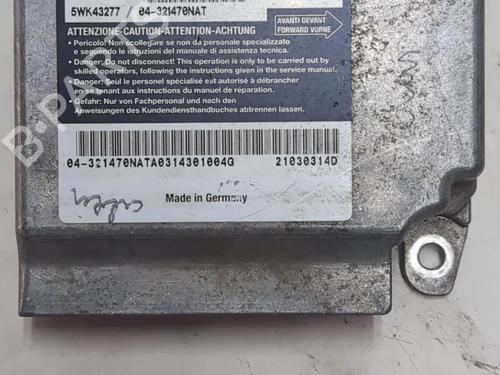 5WK43277 / 04-321470NAT
AVANTI DEVANT
FORWARD VORNE
ATTENZIONE-CAUTION-ATTENTION-ACHTUNG
• Pericolo! Non scollegare se non da personale specializzato
e seguendo le istruzioni del manuale di assistenza tecnica.
• Danger: Do not disconnect! This operation is only to be carried out by
skilled operators, following the instructions given in the service manual.
• Danger: Seul le personel spécialisé est autorisé à débrancher
en se tenant aux instructions du manuel de réparation.
• Gefahr: Nur von Fachpersonal und nach den
Anweisungen des Kundendiensthandbuches abtrennen lassen.
04-321470NATA0314301004G
21030314D
Made in Germany
B-PARTS